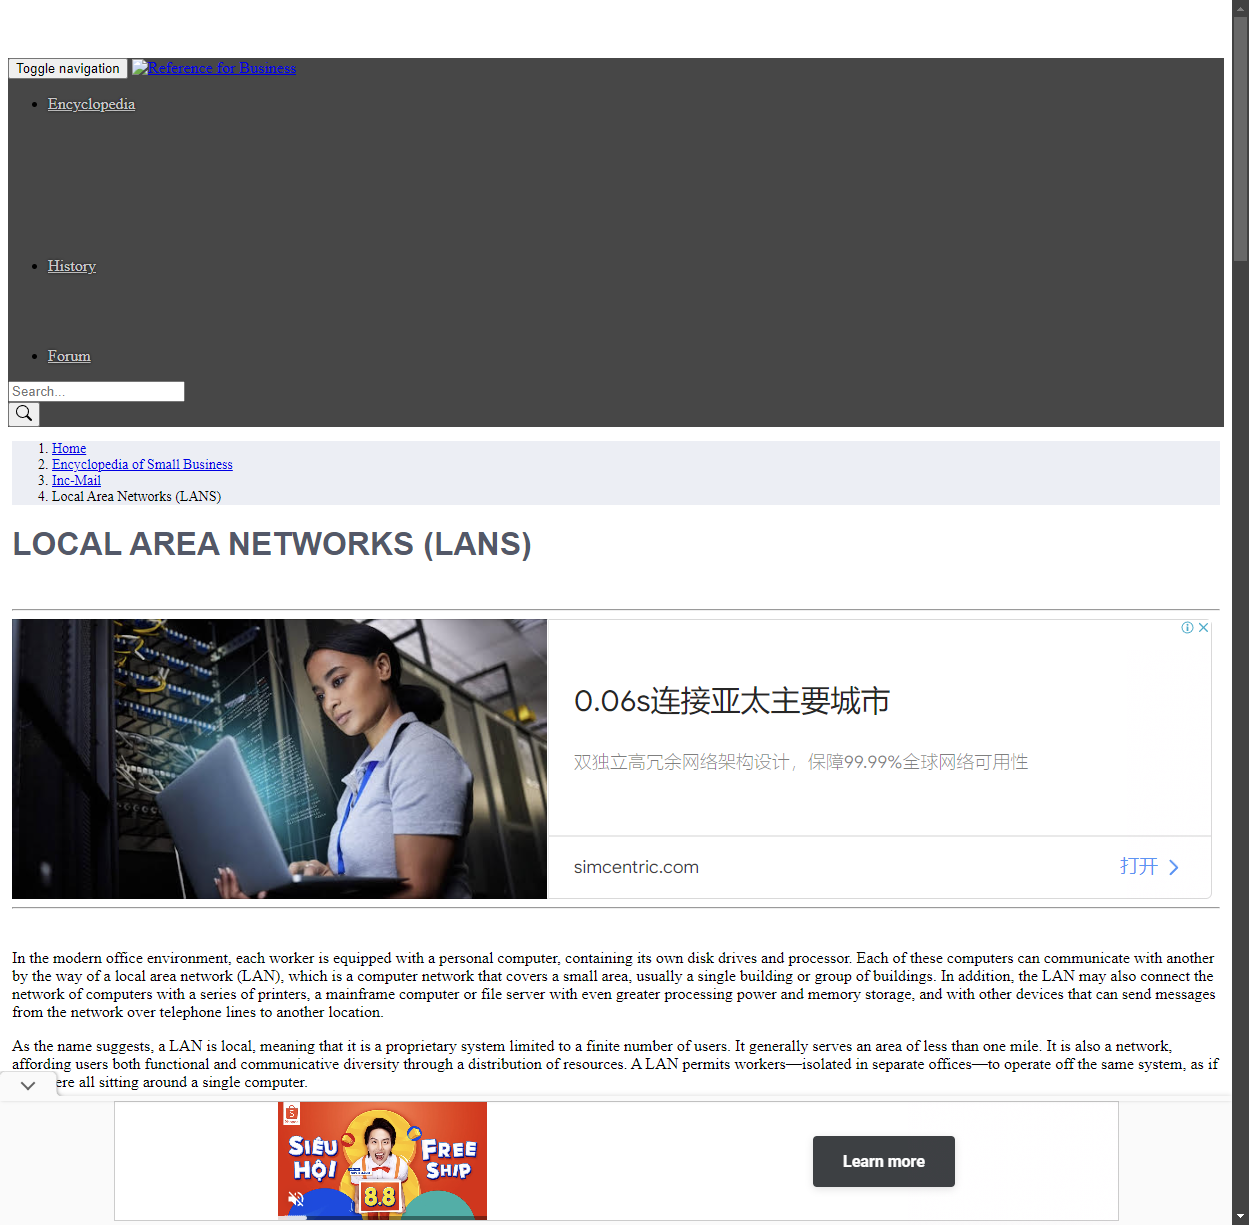 Toggle navigation Reference for Business
Encyclopedia
History
Forum
Search...
1. Home
2. Encyclopedia of Small Business
3. Inc-Mail
4. Local Area Networks (LANS)
LOCAL AREA NETWORKS (LANS)
0.06s连接亚太主要城市
双独立高冗余网络架构设计，保障99.99%全球网络可用性
simcentric.com
打开
In the modern office environment, each worker is equipped with a personal computer, containing its own disk drives and processor. Each of these computers can communicate with another
by the way of a local area network (LAN), which is a computer network that covers a small area, usually a single building or group of buildings. In addition, the LAN may also connect the
network of computers with a series of printers, a mainframe computer or file server with even greater processing power and memory storage, and with other devices that can send messages
from the network over telephone lines to another location.
As the name suggests, a LAN is local, meaning that it is a proprietary system limited to a finite number of users. It generally serves an area of less than one mile. It is also a network,
affording users both functional and communicative diversity through a distribution of resources. A LAN permits workers—isolated in separate offices—to operate off the same system, as if
ere all sitting around a single computer.
SIÊU
HỘI
FREE
SHIP
8.8
Learn more